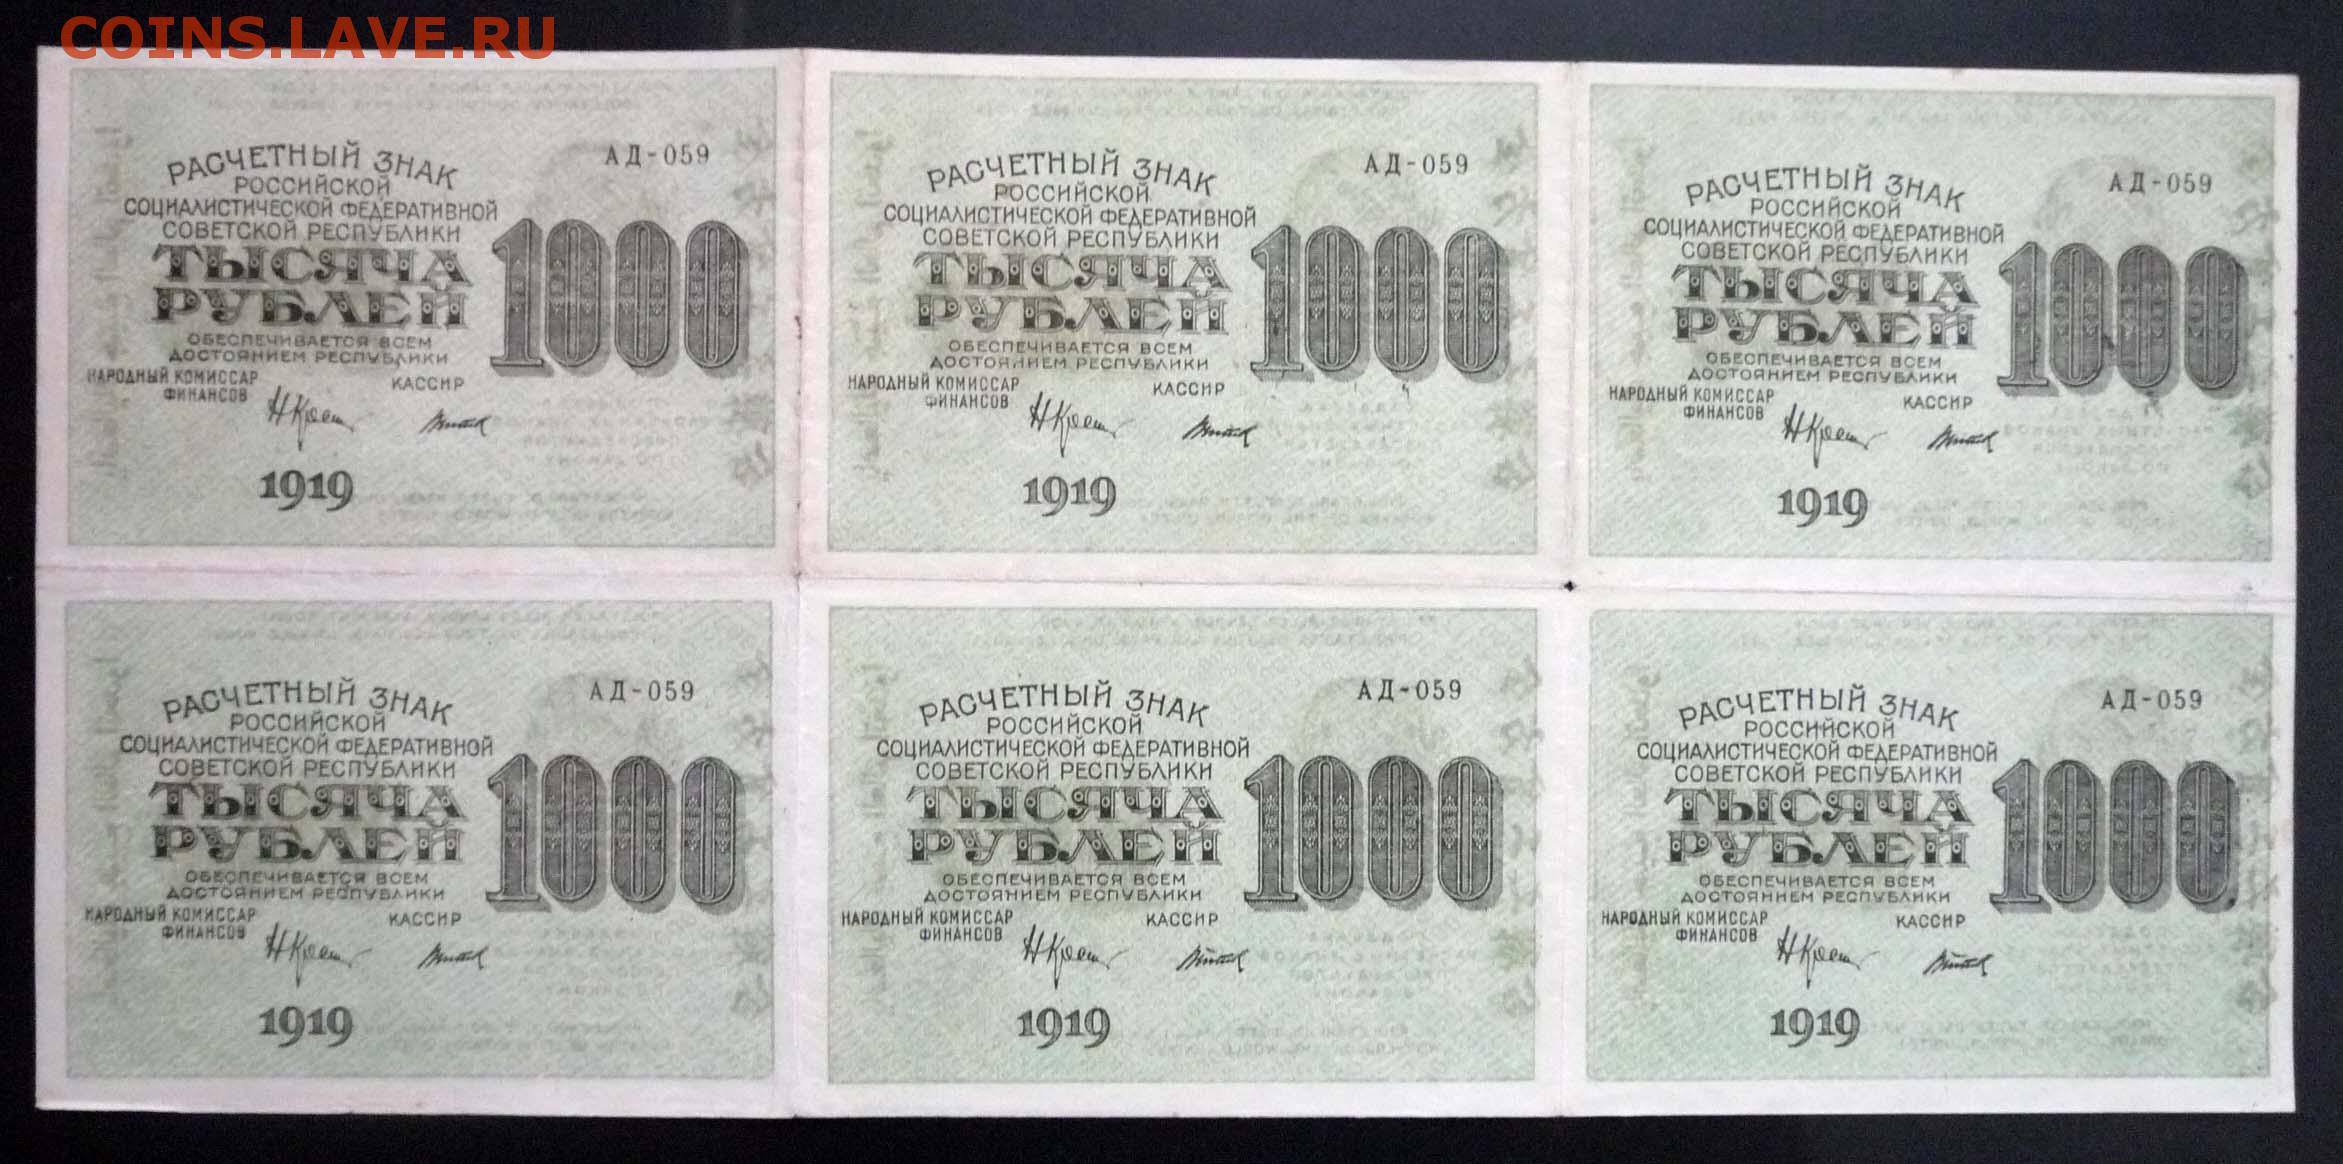 COINS.LAVE.RU
АД-059
РАСЧЕТНЫЙ ЗНАК
РОССИЙСКОЙ
СОЦИАЛИСТИЧЕСКОЙ ФЕДЕРАТИВНОЙ
СОВЕТСКОЙ РЕСПУБЛИКИ
ТЫСЯЧА
РУБЛЕЙ
1000
ОБЕСПЕЧИВАЕТСЯ ВСЕМ
ДОСТОЯНИЕМ РЕСПУБЛИКИ
НАРОДНЫЙ КОМИССАР
ФИНАНСОВ
КАССИР
1919
АД-059
РАСЧЕТНЫЙ ЗНАК
РОССИЙСКОЙ
СОЦИАЛИСТИЧЕСКОЙ ФЕДЕРАТИВНОЙ
СОВЕТСКОЙ РЕСПУБЛИКИ
ТЫСЯЧА
РУБЛЕЙ
1000
ОБЕСПЕЧИВАЕТСЯ ВСЕМ
ДОСТОЯНИЕМ РЕСПУБЛИКИ
НАРОДНЫЙ КОМИССАР
ФИНАНСОВ
КАССИР
1919
АД-059
РАСЧЕТНЫЙ ЗНАК
РОССИЙСКОЙ
СОЦИАЛИСТИЧЕСКОЙ ФЕДЕРАТИВНОЙ
СОВЕТСКОЙ РЕСПУБЛИКИ
ТЫСЯЧА
РУБЛЕЙ
1000
ОБЕСПЕЧИВАЕТСЯ ВСЕМ
ДОСТОЯНИЕМ РЕСПУБЛИКИ
НАРОДНЫЙ КОМИССАР
ФИНАНСОВ
КАССИР
1919
АД-059
РАСЧЕТНЫЙ ЗНАК
РОССИЙСКОЙ
СОЦИАЛИСТИЧЕСКОЙ ФЕДЕРАТИВНОЙ
СОВЕТСКОЙ РЕСПУБЛИКИ
ТЫСЯЧА
РУБЛЕЙ
1000
ОБЕСПЕЧИВАЕТСЯ ВСЕМ
ДОСТОЯНИЕМ РЕСПУБЛИКИ
НАРОДНЫЙ КОМИССАР
ФИНАНСОВ
КАССИР
1919
АД-059
РАСЧЕТНЫЙ ЗНАК
РОССИЙСКОЙ
СОЦИАЛИСТИЧЕСКОЙ ФЕДЕРАТИВНОЙ
СОВЕТСКОЙ РЕСПУБЛИКИ
ТЫСЯЧА
РУБЛЕЙ
1000
ОБЕСПЕЧИВАЕТСЯ ВСЕМ
ДОСТОЯНИЕМ РЕСПУБЛИКИ
НАРОДНЫЙ КОМИССАР
ФИНАНСОВ
КАССИР
1919
АД-059
РАСЧЕТНЫЙ ЗНАК
РОССИЙСКОЙ
СОЦИАЛИСТИЧЕСКОЙ ФЕДЕРАТИВНОЙ
СОВЕТСКОЙ РЕСПУБЛИКИ
ТЫСЯЧА
РУБЛЕЙ
1000
ОБЕСПЕЧИВАЕТСЯ ВСЕМ
ДОСТОЯНИЕМ РЕСПУБЛИКИ
НАРОДНЫЙ КОМИССАР
ФИНАНСОВ
КАССИР
1919